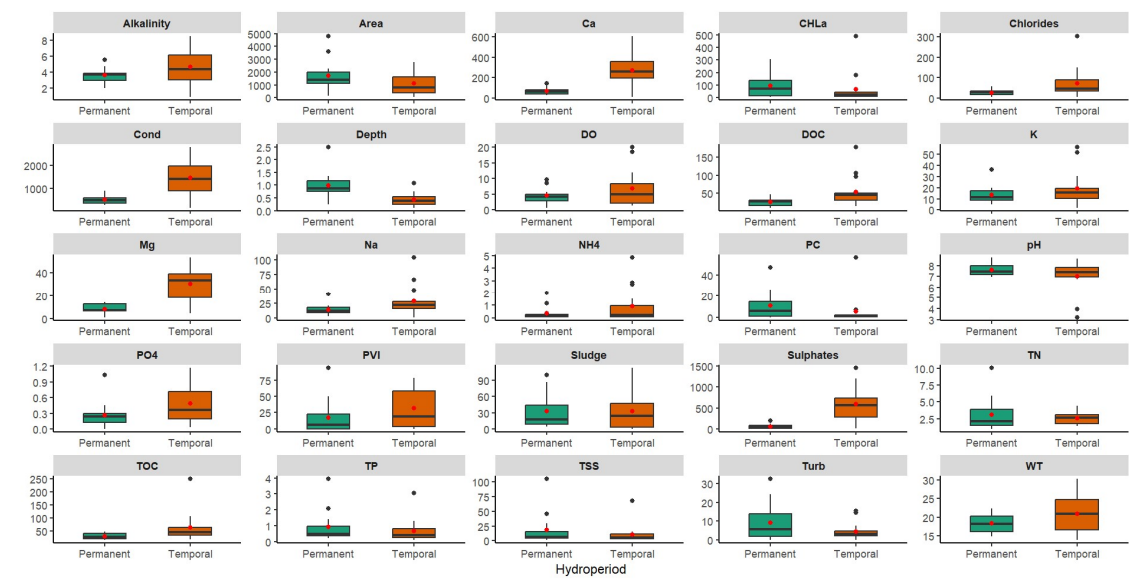 Alkalinity Area Ca CHLa Chlorides
8 6 4 2
5000 4000 3000 2000 1000 0
600 400 200 0
500 400 300 200 100 0
300 200 100 0
Permanent Temporal Permanent Temporal Permanent Temporal Permanent Temporal Permanent Temporal
Cond Depth DO DOC K
2000 1000
2.5 2.0 1.5 1.0 0.5 0.0
20 15 10 5 0
150 100 50
50 40 30 20 10 0
Permanent Temporal Permanent Temporal Permanent Temporal Permanent Temporal Permanent Temporal
Mg Na NH4 PC pH
40 20 0
100 75 50 25 0
5 4 3 2 1 0
40 20 0
8 7 6 5 4 3
Permanent Temporal Permanent Temporal Permanent Temporal Permanent Temporal Permanent Temporal
PO4 PVI Sludge Sulphates TN
1.2 0.9 0.6 0.3 0.0
75 50 25 0
90 60 30 0
1500 1000 500 0
10.0 7.5 5.0 2.5
Permanent Temporal Permanent Temporal Permanent Temporal Permanent Temporal Permanent Temporal
TOC TP TSS Turb WT
250 200 150 100 50
4 3 2 1 0
100 75 50 25 0
30 20 10 0
30 25 20 15
Permanent Temporal Permanent Temporal Permanent Temporal Permanent Temporal Permanent Temporal
Hydroperiod